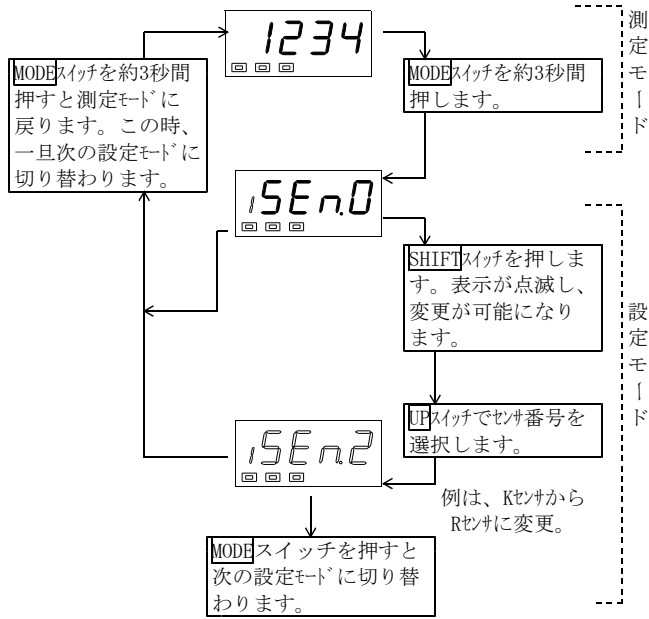 1234
測定モード
MODEスイッチを約3秒間
押すと測定モードに
戻ります。この時、
一旦次の設定モードに
切り替わります。
MODEスイッチを約3秒間
押します。
iSEn.0
SHIFTスイッチを押しま
す。表示が点滅し、
変更が可能になり
ます。
設定モード
UPスイッチでセンサ番号を
選択します。
iSEn.2
例は、Kセンサから
Rセンサに変更。
MODEスイッチを押すと
次の設定モードに切り替
わります。